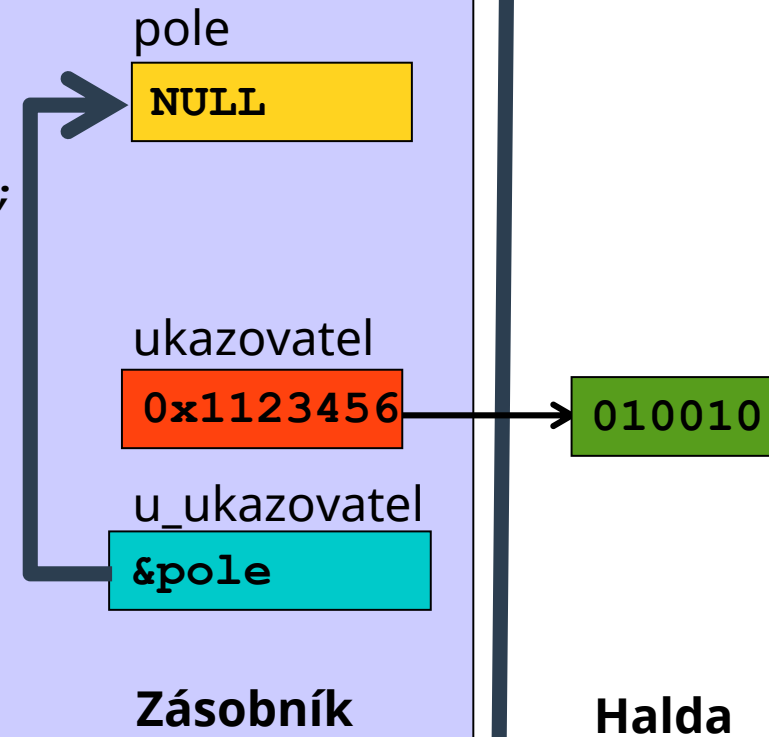 pole
NULL
;
ukazovatel
0x1123456
010010
u_ukazovatel
&pole
Zásobník
Halda